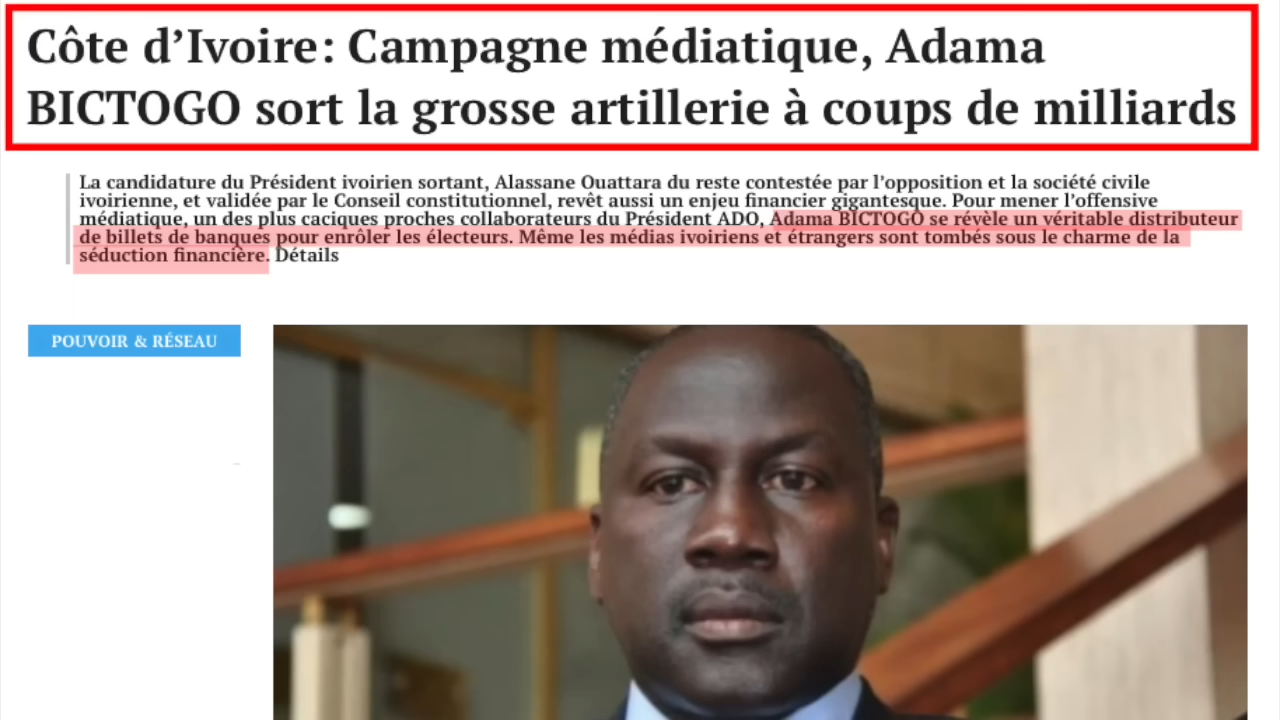 Côte d’Ivoire: Campagne médiatique, Adama
BICTOGO sort la grosse artillerie à coups de milliards
La candidature du Président ivoirien sortant, Alassane Ouattara du reste contestée par l’opposition et la société civile
ivoirienne, et validée par le Conseil constitutionnel, revêt aussi un enjeu financier gigantesque. Pour mener l’offensive
médiatique, un des plus caciques proches collaborateurs du Président ADO, Adama BICTOGO se révèle un véritable distributeur
de billets de banques pour enrôler les électeurs. Même les médias ivoiriens et étrangers sont tombés sous le charme de la
séduction financière. Détails
POUVOIR & RÉSEAU